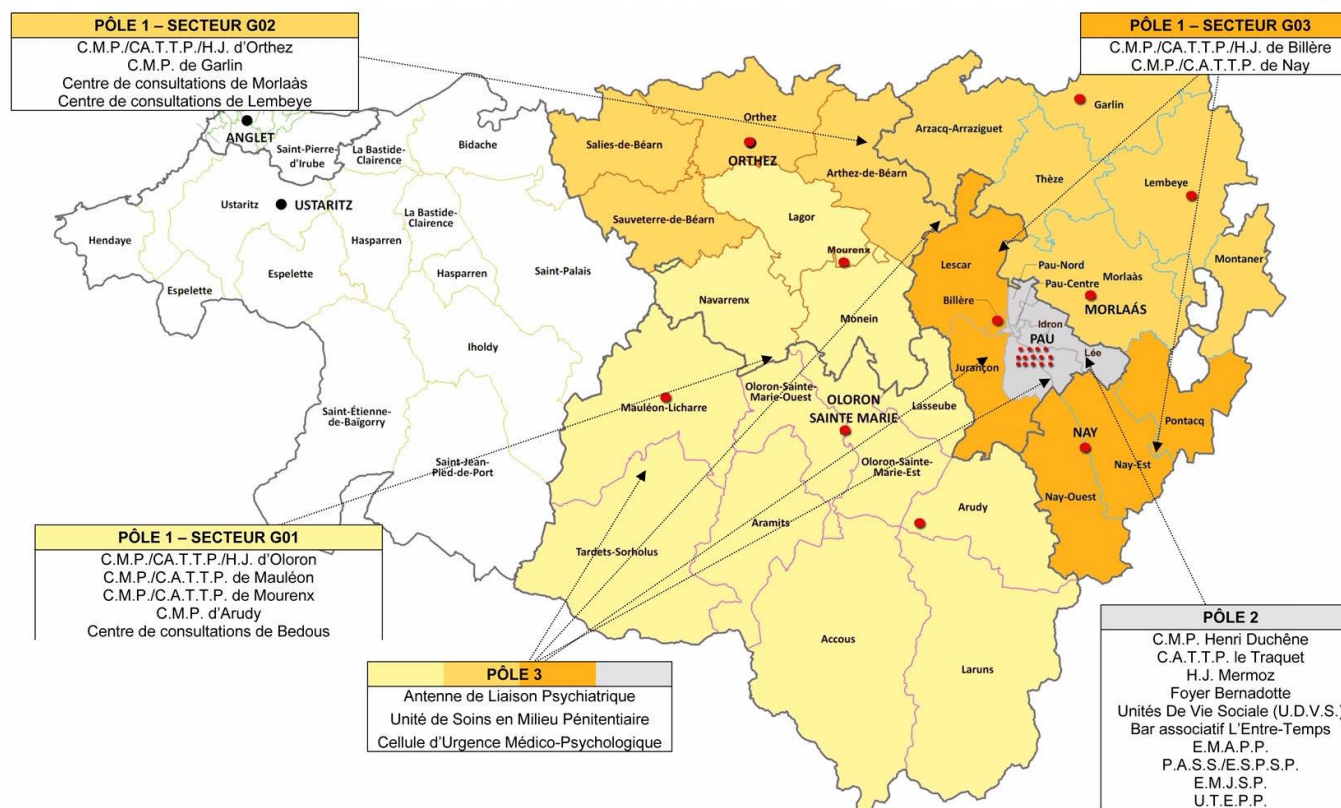 PÔLE 1 – SECTEUR G02
C.M.P./CA.T.T.P./H.J. d'Orthez
C.M.P. de Garlin
Centre de consultations de Morlaàs
Centre de consultations de Lembeye
PÔLE 1 – SECTEUR G03
C.M.P./CA.T.T.P./H.J. de Billère
C.M.P./C.A.T.T.P. de Nay
ANGLET
Saint-Pierre-
d'Irube
La Bastide-
Clairence
Bidache
Ustaritz
USTARITZ
Hendaye
Espelette
Espelette
Hasparren
La Bastide-
Clairence
Hasparren
Saint-Palais
Iholdy
Saint-Étienne-
de-Baïgorry
Saint-Jean-
Pied-de-Port
Salies-de-Béarn
Orthez
ORTHEZ
Arthez-de-Béarn
Sauveterre-de-Béarn
Lagor
Mourenx
Navarrenx
Monein
Arzacq-Arraziguet
Garlin
Thèze
Lembeye
Montaner
Lescar
Pau-Nord
Pau-Centre
Morlaàs
MORLAÁS
Billère
Idron
PAU
Lée
Jurançon
Pontacq
NAY
Nay-Est
Nay-Ouest
Mauléon-Licharre
Oloron-Sainte-
Marie-Ouest
OLORON
SAINTE MARIE
Lasseube
Oloron-Sainte-
Marie-Est
Arudy
Aramits
Tardets-Sorholus
Accous
Laruns
PÔLE 1 – SECTEUR G01
C.M.P./CA.T.T.P./H.J. d'Oloron
C.M.P./C.A.T.T.P. de Mauléon
C.M.P./C.A.T.T.P. de Mourenx
C.M.P. d'Arudy
Centre de consultations de Bedous
PÔLE 3
Antenne de Liaison Psychiatrique
Unité de Soins en Milieu Pénitentiaire
Cellule d'Urgence Médico-Psychologique
PÔLE 2
C.M.P. Henri Duchêne
C.A.T.T.P. le Traquet
H.J. Mermoz
Foyer Bernadotte
Unités De Vie Sociale (U.D.V.S.)
Bar associatif L'Entre-Temps
E.M.A.P.P.
P.A.S.S./E.S.P.S.P.
E.M.J.S.P.
U.T.E.P.P.